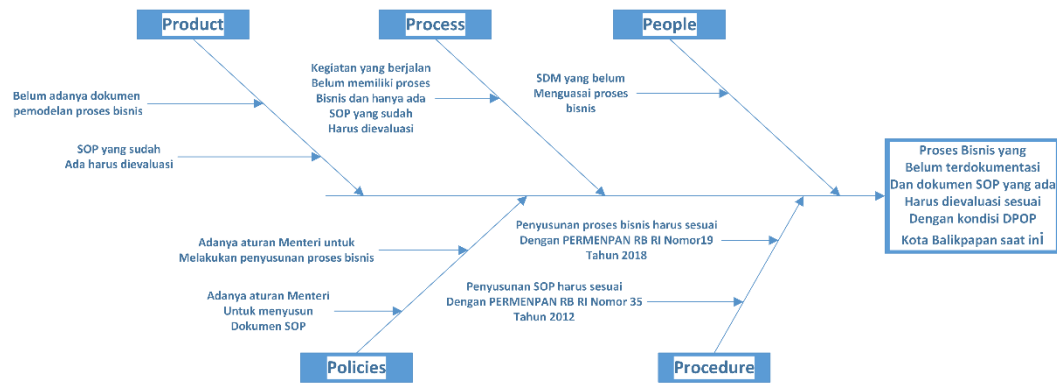 Product
Process
People
Belum adanya dokumen
pemodelan proses bisnis
SOP yang sudah
Ada harus dievaluasi
Kegiatan yang berjalan
Belum memiliki proses
Bisnis dan hanya ada
SOP yang sudah
Harus dievaluasi
SDM yang belum
Menguasai proses
bisnis
Proses Bisnis yang
Belum terdokumentasi
Dan dokumen SOP yang ada
Harus dievaluasi sesuai
Dengan kondisi DPOP
Kota Balikpapan saat ini
Adanya aturan Menteri untuk
Melakukan penyusunan proses bisnis
Adanya aturan Menteri
Untuk menyusun
Dokumen SOP
Penyusunan proses bisnis harus sesuai
Dengan PERMENPAN RB RI Nomor19
Tahun 2018
Penyusunan SOP harus sesuai
Dengan PERMENPAN RB RI Nomor 35
Tahun 2012
Policies
Procedure